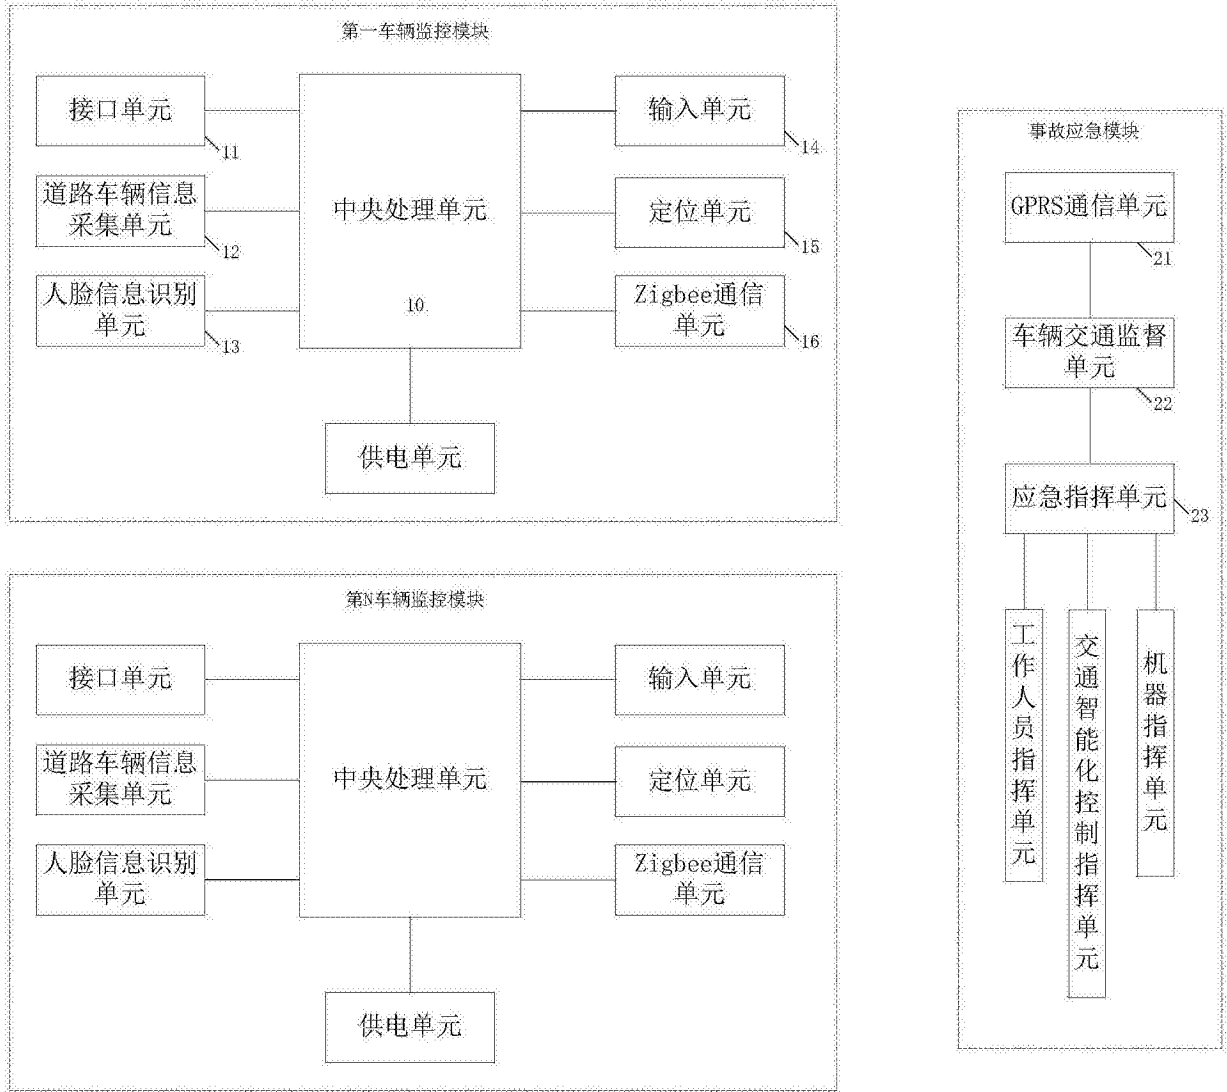 第一车辆监控模块
接口单元
11
道路车辆信息
采集单元
12
人脸信息识别
单元
13
中央处理单元
10
输入单元
14
定位单元
15
Zigbee通信
单元
16
供电单元
第N车辆监控模块
接口单元
道路车辆信息
采集单元
人脸信息识别
单元
中央处理单元
输入单元
定位单元
Zigbee通信
单元
供电单元
事故应急模块
GPRS通信单元
21
车辆交通监督
单元
22
应急指挥单元
23
工作人员指挥单元
交通智能化控制指挥单元
机器指挥单元